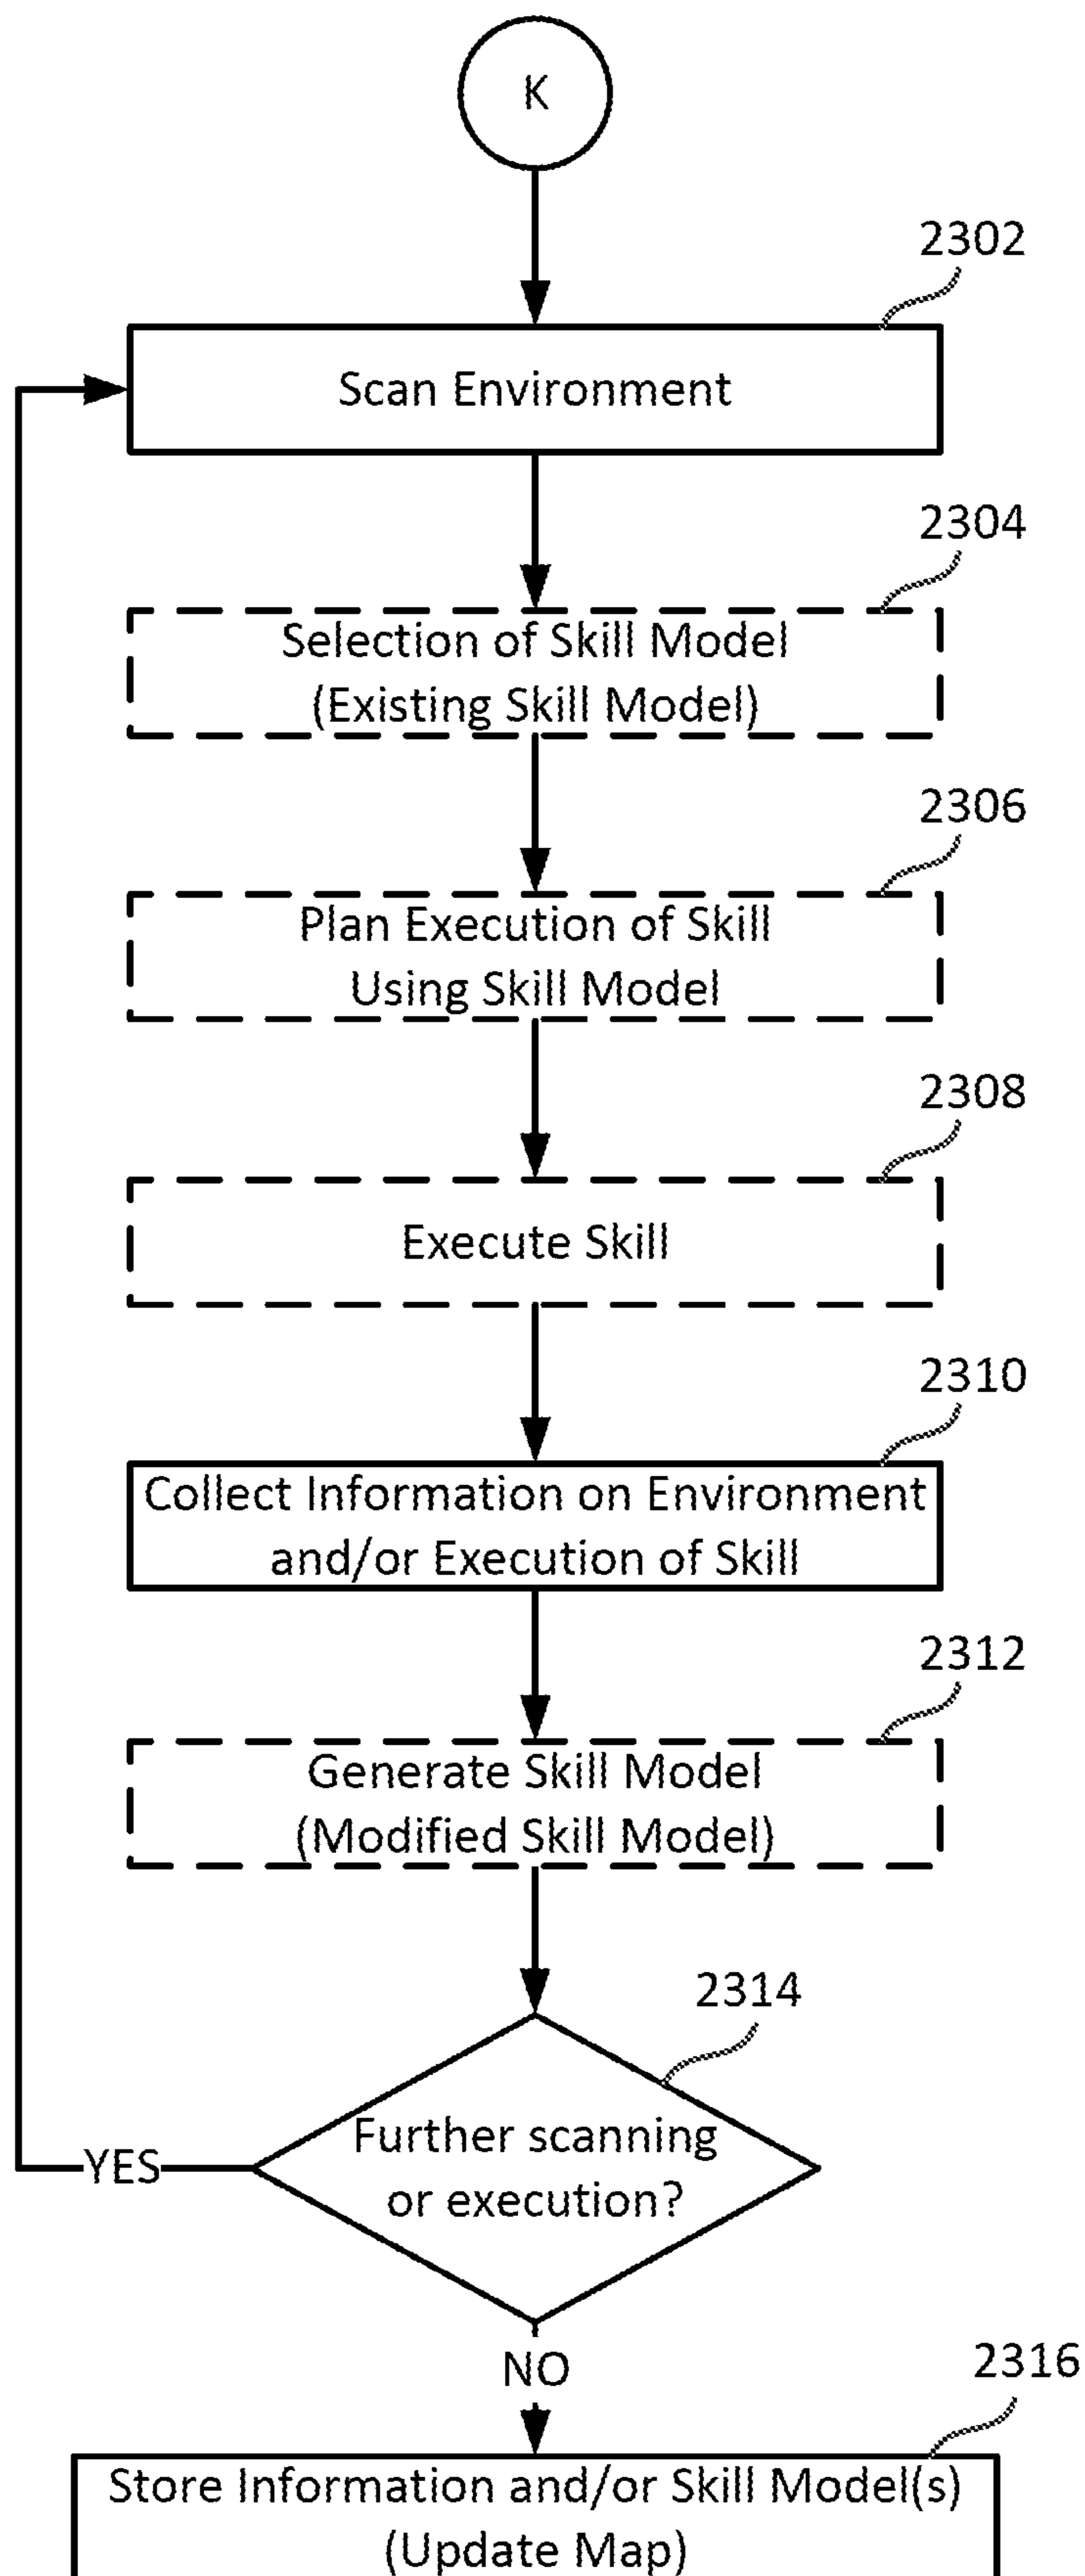 K
2302
Scan Environment
2304
Selection of Skill Model
(Existing Skill Model)
2306
Plan Execution of Skill
Using Skill Model
2308
Execute Skill
2310
Collect Information on Environment
and/or Execution of Skill
2312
Generate Skill Model
(Modified Skill Model)
2314
Further scanning
or execution?
YES
NO
2316
Store Information and/or Skill Model(s)
(Update Map)